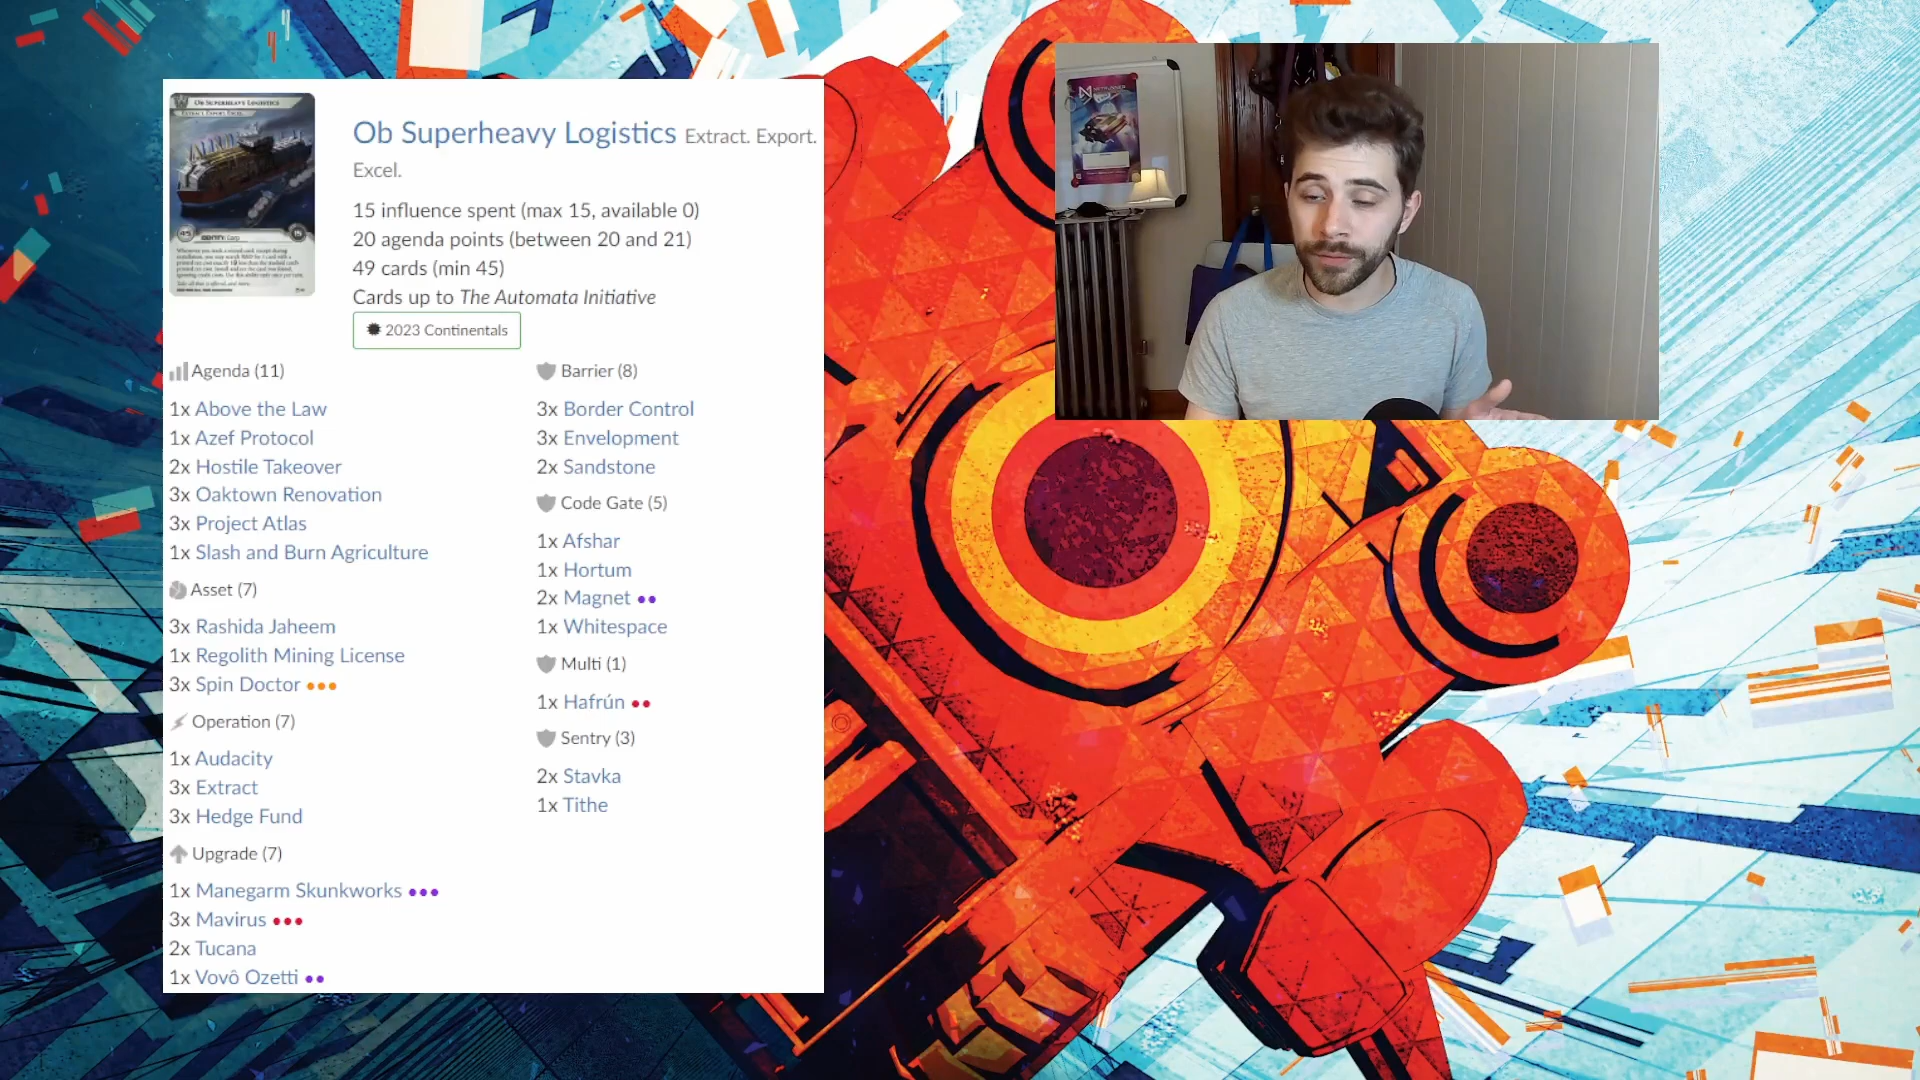 Ob Superheavy Logistics
Ob Superheavy Logistics Extract. Export.
Excel.
15 influence spent (max 15, available 0)
20 agenda points (between 20 and 21)
49 cards (min 45)
Cards up to The Automata Initiative
2023 Continentals
Agenda (11)
1x Above the Law
1x Azef Protocol
2x Hostile Takeover
3x Oaktown Renovation
3x Project Atlas
1x Slash and Burn Agriculture
Asset (7)
3x Rashida Jaheem
1x Regolith Mining License
3x Spin Doctor
Operation (7)
1x Audacity
3x Extract
3x Hedge Fund
Upgrade (7)
1x Manegarm Skunkworks
3x Mavirus
2x Tucana
1x Vovô Ozetti
Barrier (8)
3x Border Control
3x Envelopment
2x Sandstone
Code Gate (5)
1x Afshar
1x Hortum
2x Magnet
1x Whitespace
Multi (1)
1x Hafrún
Sentry (3)
2x Stavka
1x Tithe